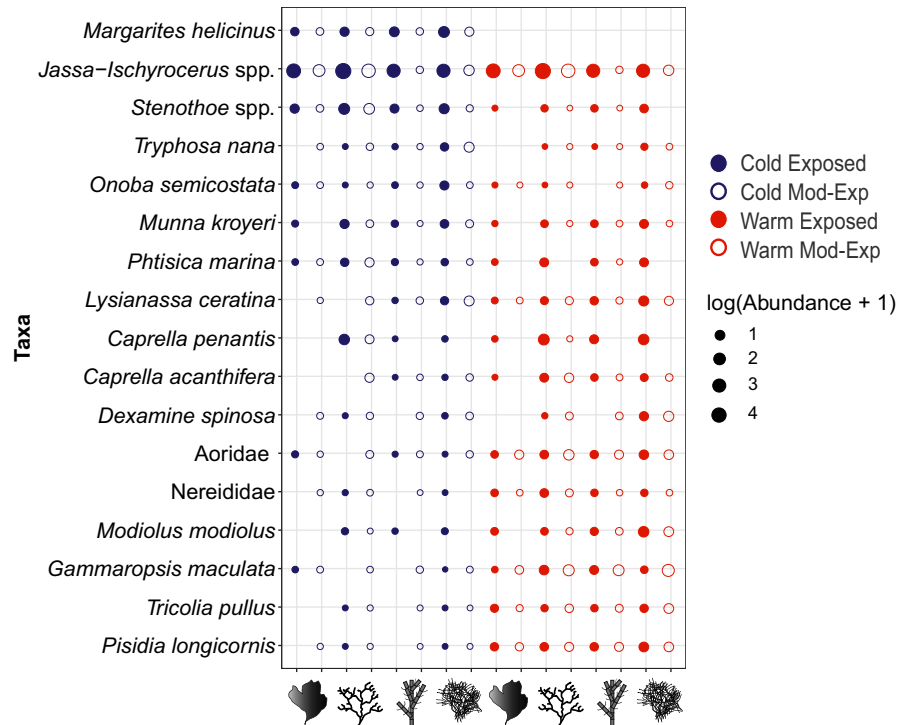 Margarites helicinus
Jassa−Ischyrocerus spp.
Stenothoe spp.
Tryphosa nana
Onoba semicostata
Munna kroyeri
Phtisica marina
Lysianassa ceratina
Caprella penantis
Caprella acanthifera
Dexamine spinosa
Aoridae
Nereididae
Modiolus modiolus
Gammaropsis maculata
Tricolia pullus
Pisidia longicornis
Taxa
Cold Exposed
Cold Mod-Exp
Warm Exposed
Warm Mod-Exp
log(Abundance + 1)
1
2
3
4